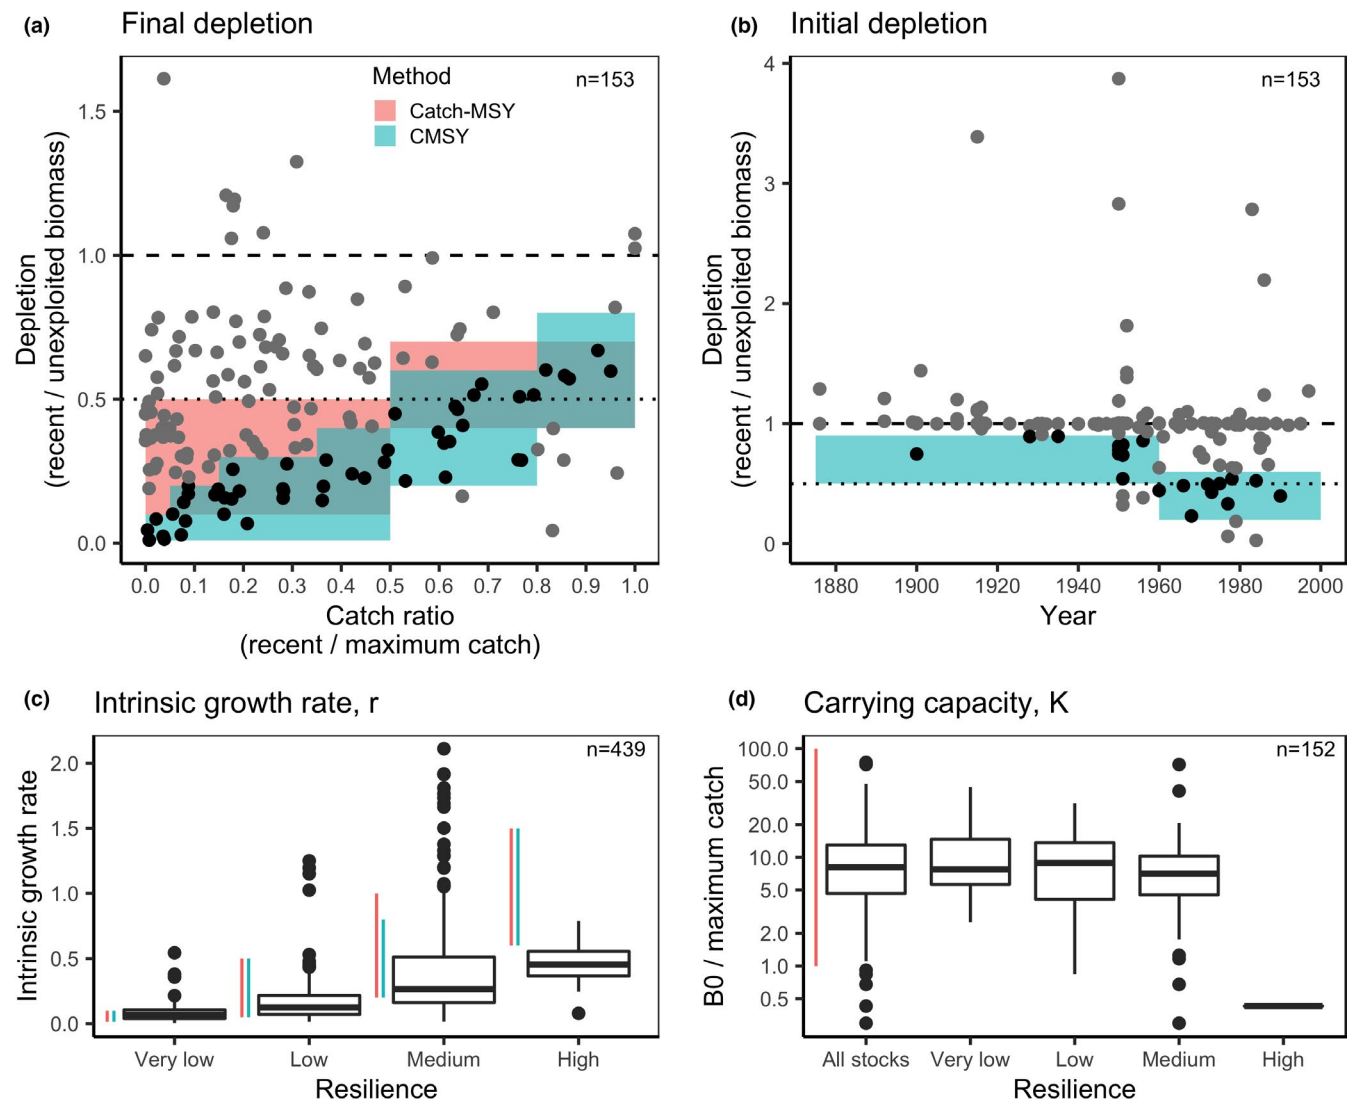 (a) Final depletion
Method
Catch-MSY
CMSY
n=153
1.5
1.0
0.5
0.0
Depletion
(recent / unexploited biomass)
0.0 0.1 0.2 0.3 0.4 0.5 0.6 0.7 0.8 0.9 1.0
Catch ratio
(recent / maximum catch)
(b) Initial depletion
n=153
4
3
2
1
0
Depletion
(recent / unexploited biomass)
1880 1900 1920 1940 1960 1980 2000
Year
(c) Intrinsic growth rate, r
n=439
2.0
1.5
1.0
0.5
0.0
Intrinsic growth rate
Very low Low Medium High
Resilience
(d) Carrying capacity, K
n=152
100.0
50.0
20.0
10.0
5.0
2.0
1.0
0.5
B0 / maximum catch
All stocks Very low Low Medium High
Resilience